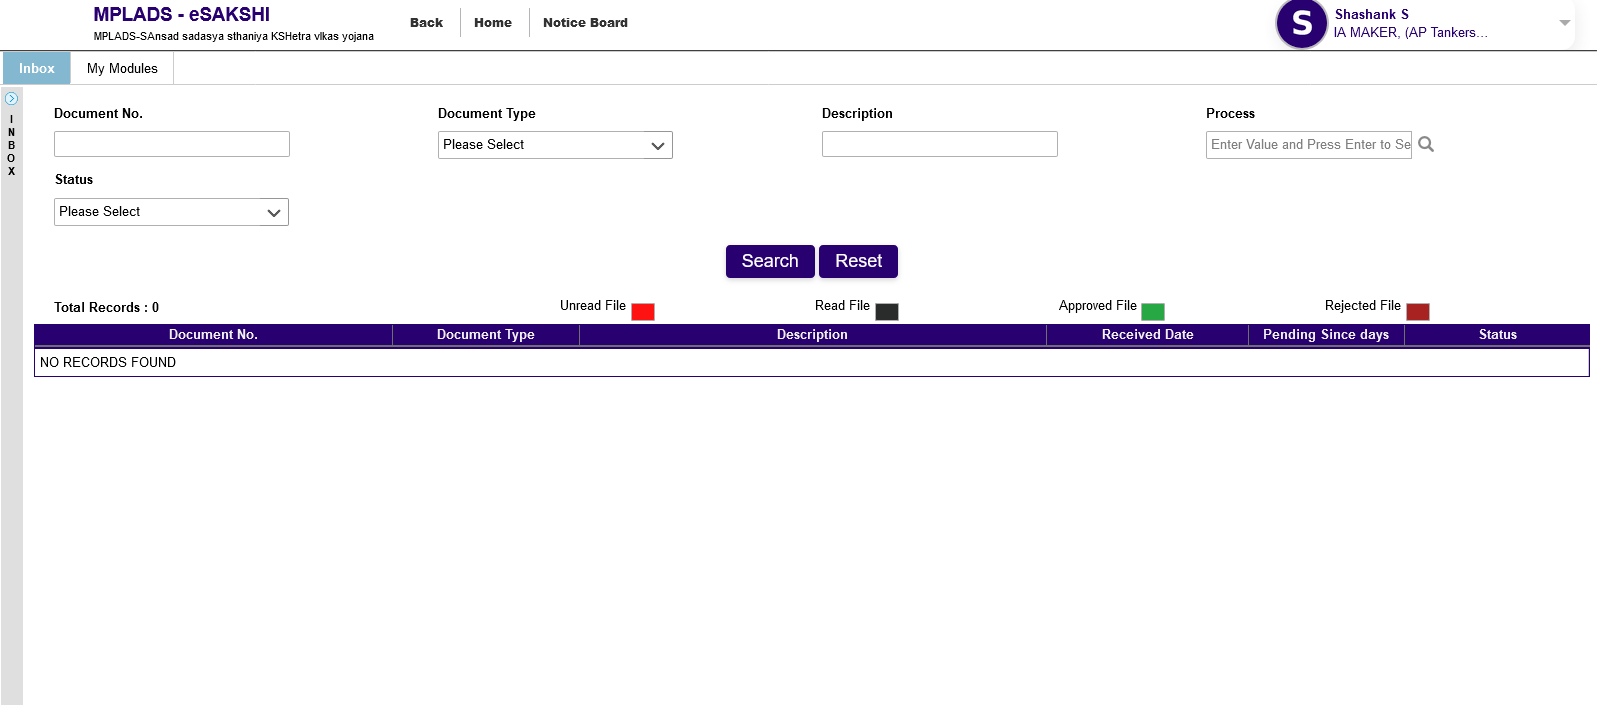 MPLADS - eSAKSHI
MPLADS-SAnsad sadasya sthaniya KSHetra vIkas yojana
Back
Home
Notice Board
S
Shashank S
IA MAKER, (AP Tankers...
Inbox
My Modules
INBOX
Document No.
Document Type
Description
Process
Please Select
Enter Value and Press Enter to Se
Status
Please Select
Search
Reset
Total Records : 0
Unread File
Read File
Approved File
Rejected File
Document No.
Document Type
Description
Received Date
Pending Since days
Status
NO RECORDS FOUND